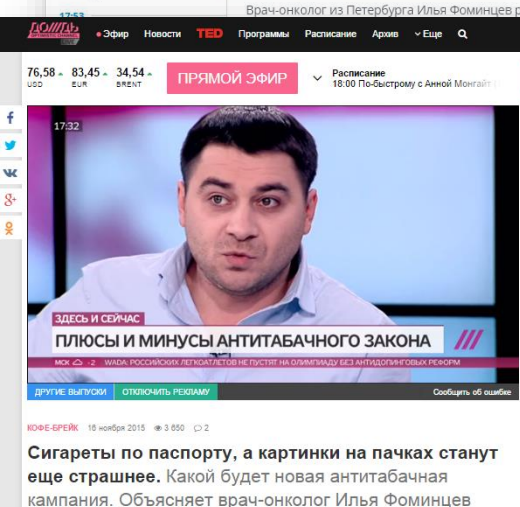 17:53
Врач-онколог из Петербурга Илья Фоминцев р
ДОЖДЬ
Эфир Новости TED Программы Расписание Архив Еще
76,58 83,45 34,54
USD EUR BRENT
ПРЯМОЙ ЭФИР
Расписание
18:00 По-быстрому с Анной Монгайт
17:32
ЗДЕСЬ И СЕЙЧАС
ПЛЮСЫ И МИНУСЫ АНТИТАБАЧНОГО ЗАКОНА
МСК -2 WADA: РОССИЙСКИХ ЛЕГКОАТЛЕТОВ НЕ ПУСТЯТ НА ОЛИМПИАДУ БЕЗ АНТИДОПИНГОВЫХ РЕФОРМ
ДРУГИЕ ВЫПУСКИ ОТКЛЮЧИТЬ РЕКЛАМУ Сообщить об ошибке
КОФЕ-БРЕЙК 16 ноября 2015 3 650 2
Сигареты по паспорту, а картинки на пачках станут
еще страшнее. Какой будет новая антитабачная
кампания. Объясняет врач-онколог Илья Фоминцев